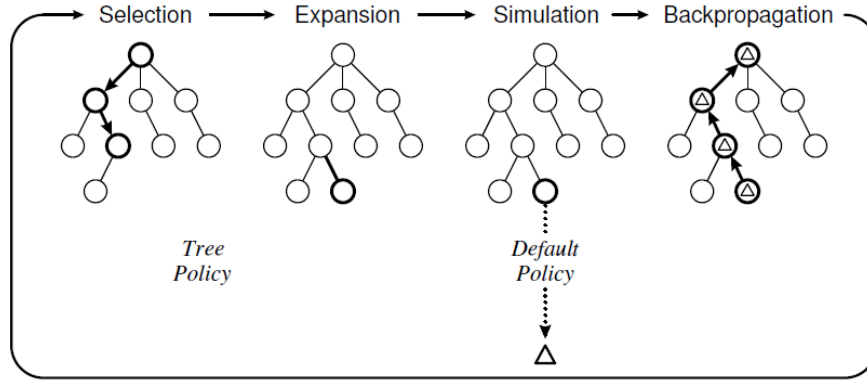 Selection Expansion Simulation Backpropagation
Tree
Policy
Default
Policy